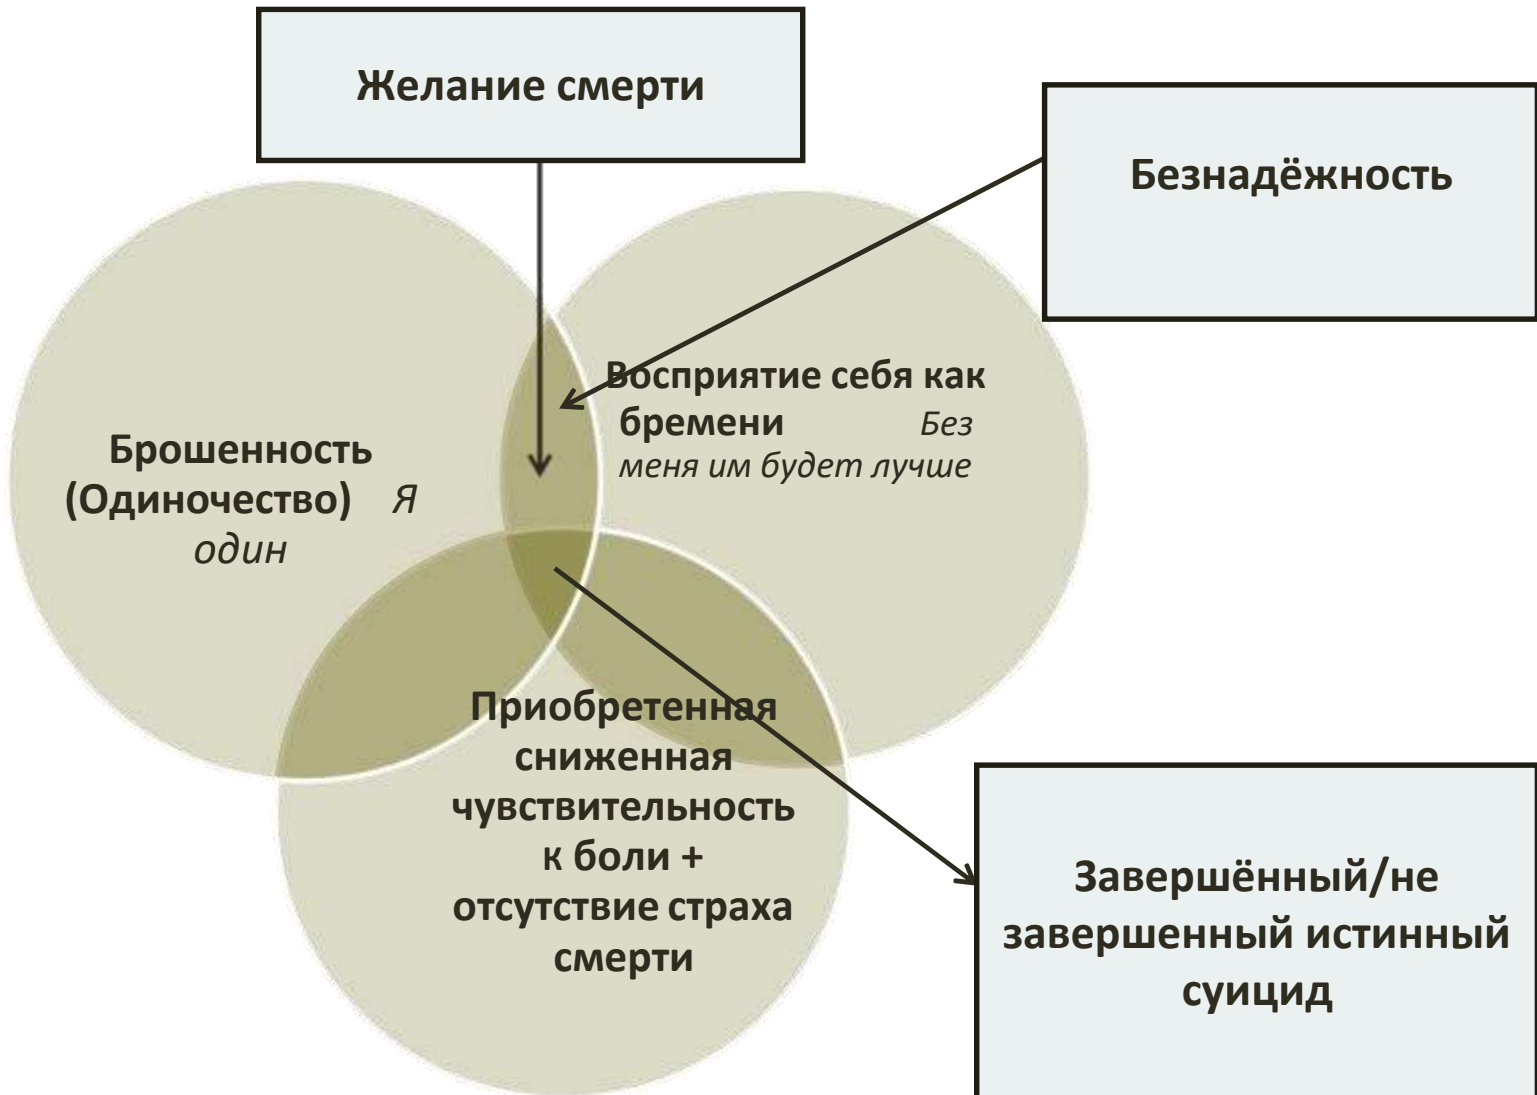 Желание смерти
Безнадёжность
Восприятие себя как
бремени Без
меня им будет лучше
Брошенность
(Одиночество) Я
один
Приобретенная
сниженная
чувствительность
к боли +
отсутствие страха
смерти
Завершённый/не
завершенный истинный
суицид